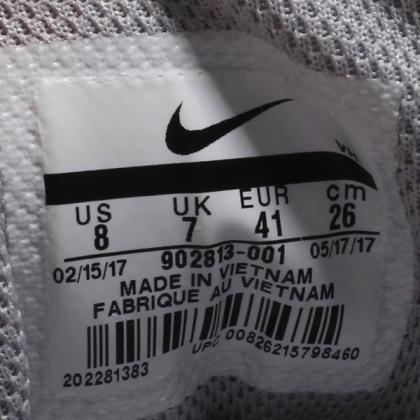 VN
US UK EUR cm
8 7 41 26
02/15/17 902813-001 05/17/17
MADE IN VIETNAM
FABRIQUE AU VIETNAM
UPC 00826215798460
202281383